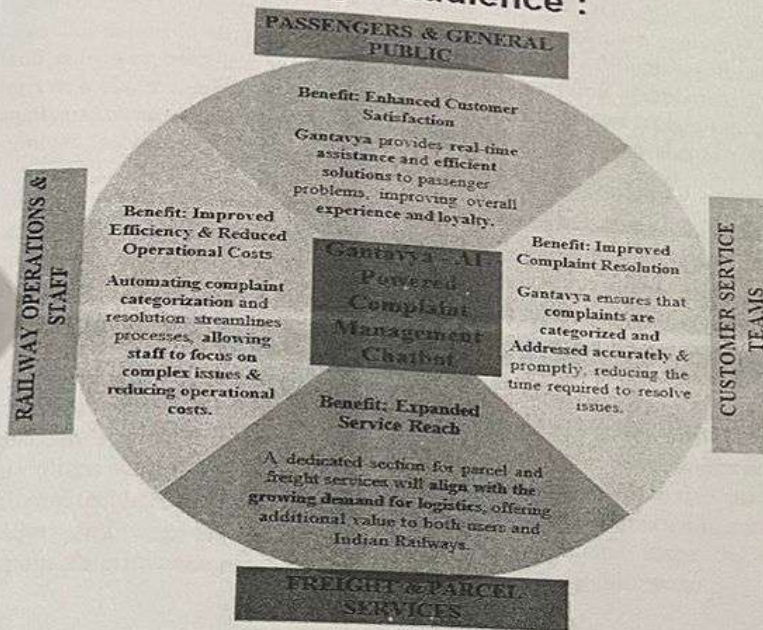 udience :
PASSENGERS & GENERAL
PUBLIC
Benefit: Enhanced Customer
Satisfaction
Gantavya provides real-time
assistance and efficient
solutions to passenger
problems, improving overall
experience and loyalty.
RAILWAY OPERATIONS &
STAFF
Benefit: Improved
Efficiency & Reduced
Operational Costs
Automating complaint
categorization and
resolution streamlines
processes, allowing
staff to focus on
complex issues &
reducing operational
costs.
Gantavya - AI-
Powered
Complaint
Management
Chatbot
Benefit: Improved
Complaint Resolution
Gantavya ensures that
complaints are
categorized and
Addressed accurately &
promptly, reducing the
time required to resolve
issues.
CUSTOMER SERVICE
TEAMS
Benefit: Expanded
Service Reach
A dedicated section for parcel and
freight services will align with the
growing demand for logistics, offering
additional value to both users and
Indian Railways.
FREIGHT & PARCEL
SERVICES